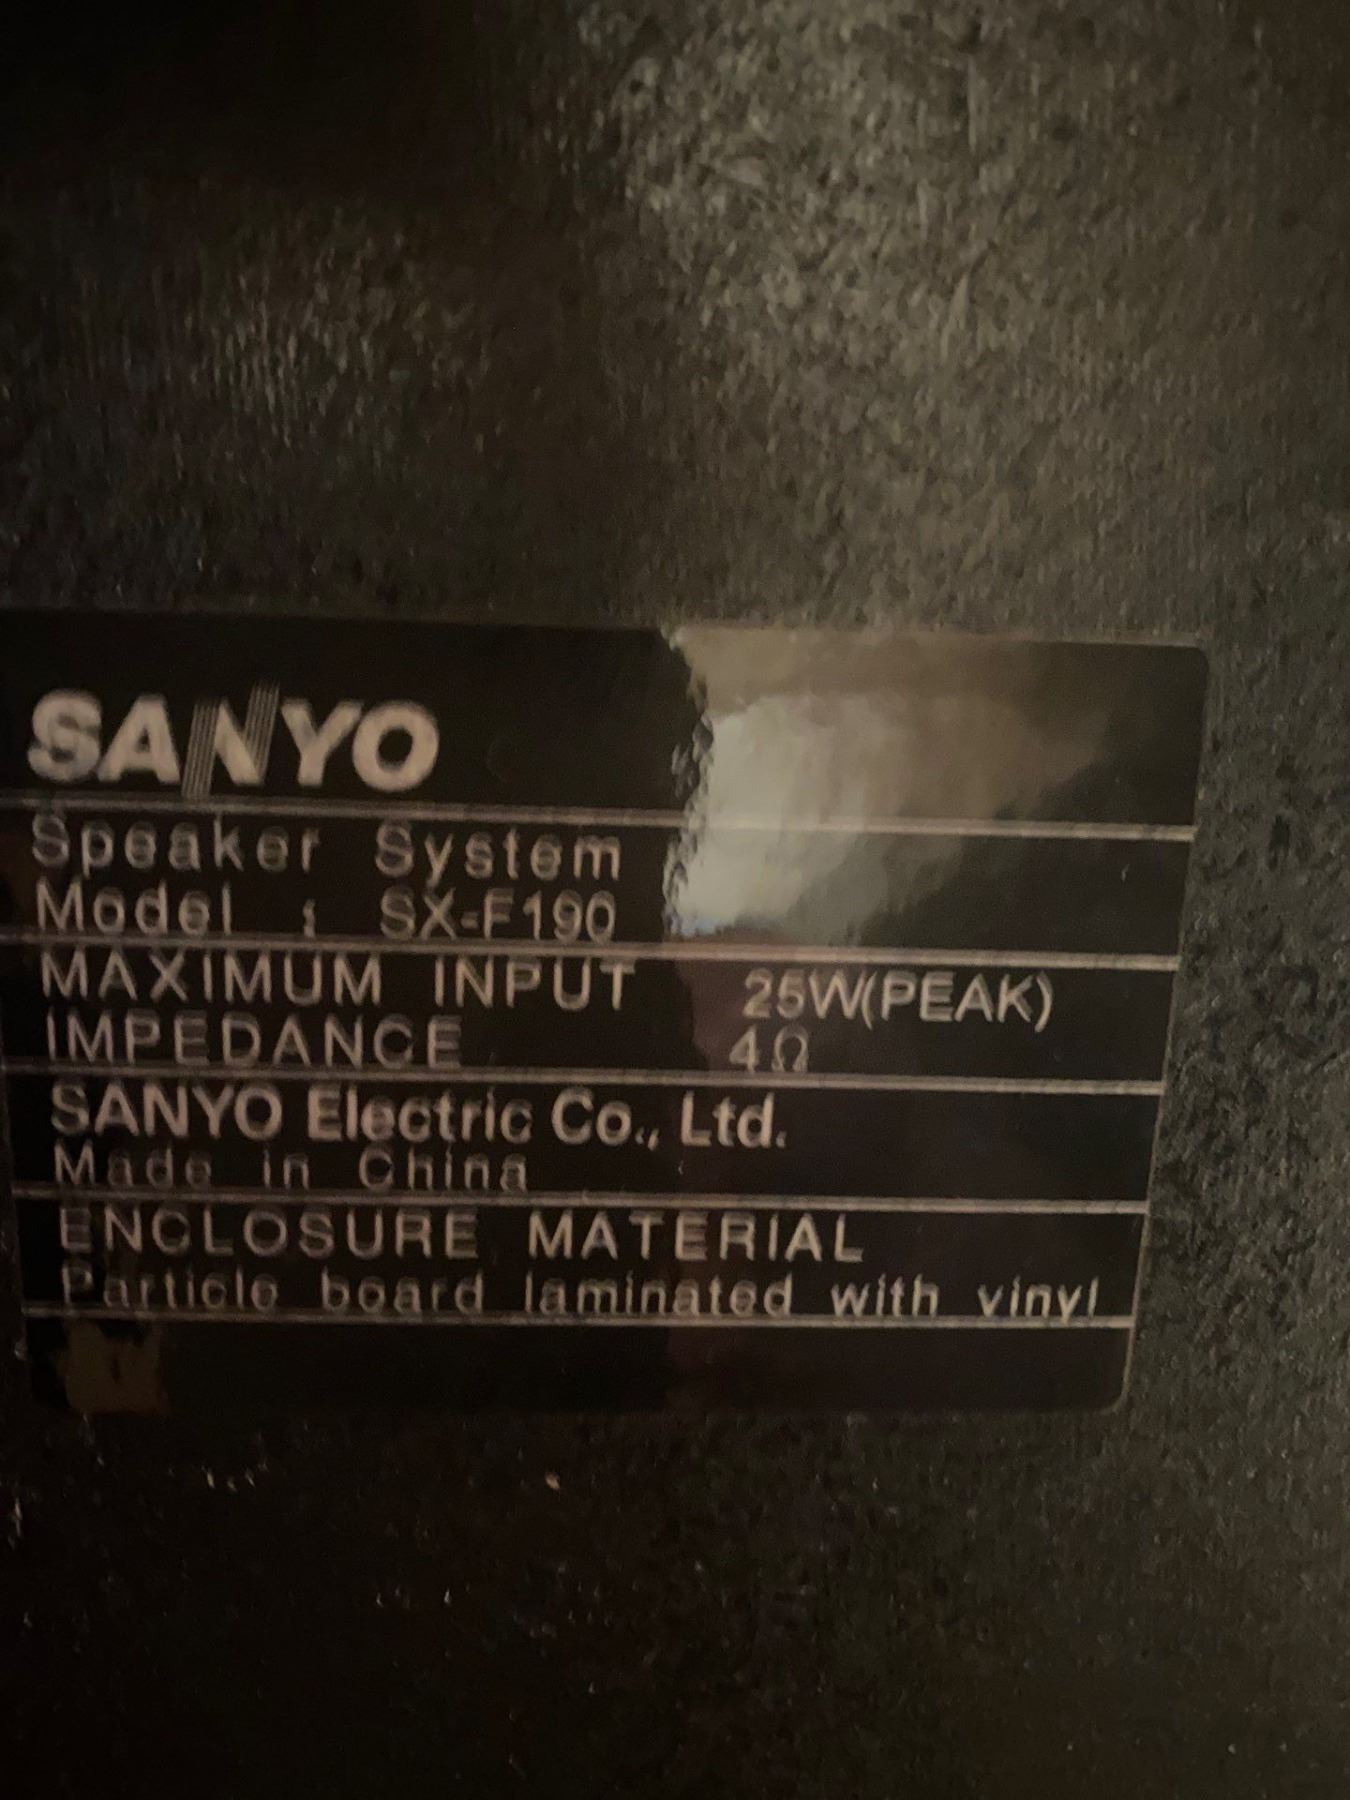 SANYO
Speaker System
Model : SX-F190
MAXIMUM INPUT 25W(PEAK)
IMPEDANCE 4Ω
SANYO Electric Co., Ltd.
Made in China
ENCLOSURE MATERIAL
Particle board laminated with vinyl